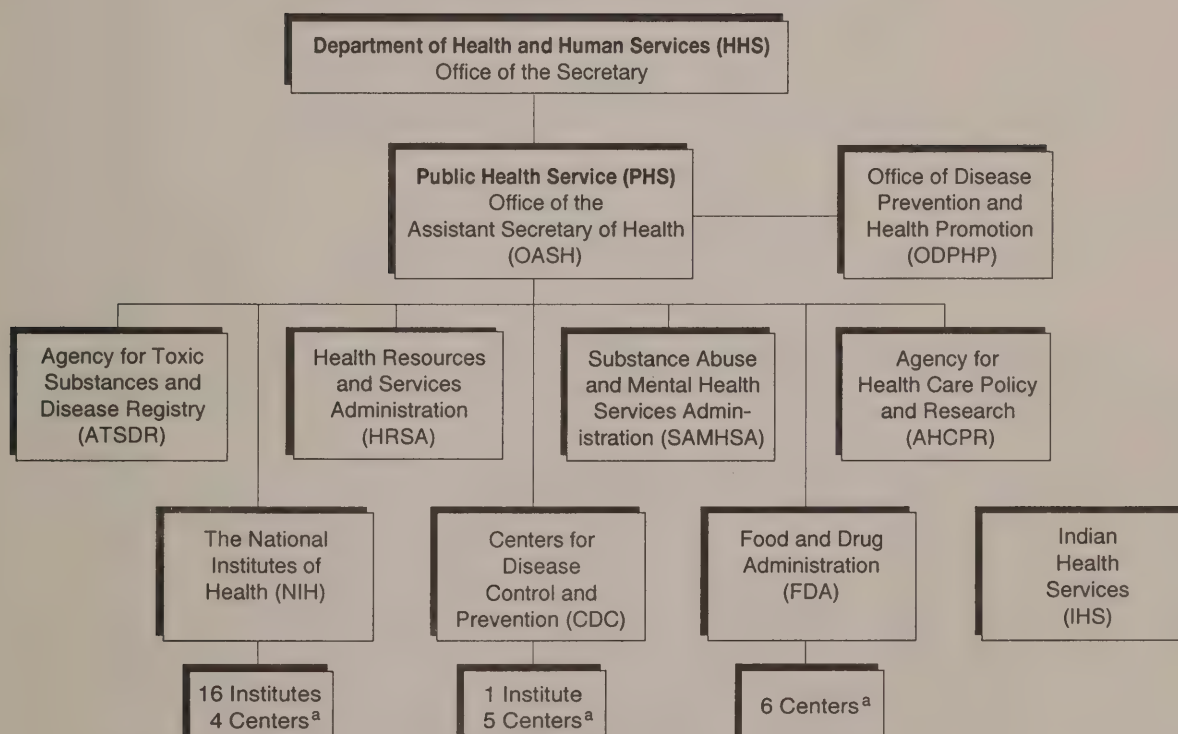 Department of Health and Human Services (HHS)
Office of the Secretary
Public Health Service (PHS)
Office of the
Assistant Secretary of Health
(OASH)
Office of Disease
Prevention and
Health Promotion
(ODPHP)
Agency for Toxic
Substances and
Disease Registry
(ATSDR)
Health Resources
and Services
Administration
(HRSA)
Substance Abuse
and Mental Health
Services Admin-
istration (SAMHSA)
Agency for
Health Care Policy
and Research
(AHCPR)
The National
Institutes of
Health (NIH)
Centers for
Disease
Control and
Prevention (CDC)
Food and Drug
Administration
(FDA)
Indian
Health
Services
(IHS)
16 Institutes
4 Centers a
1 Institute
5 Centers a
6 Centers a